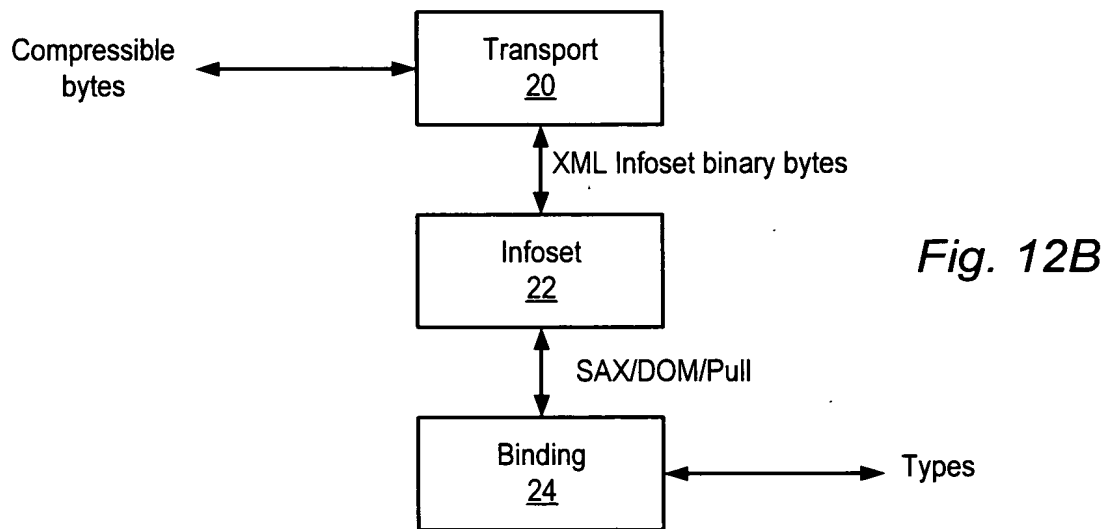 Transport
20
Compressible
bytes
XML Infoset binary bytes
Infoset
22
Fig. 12B
SAX/DOM/Pull
Binding
24
Types